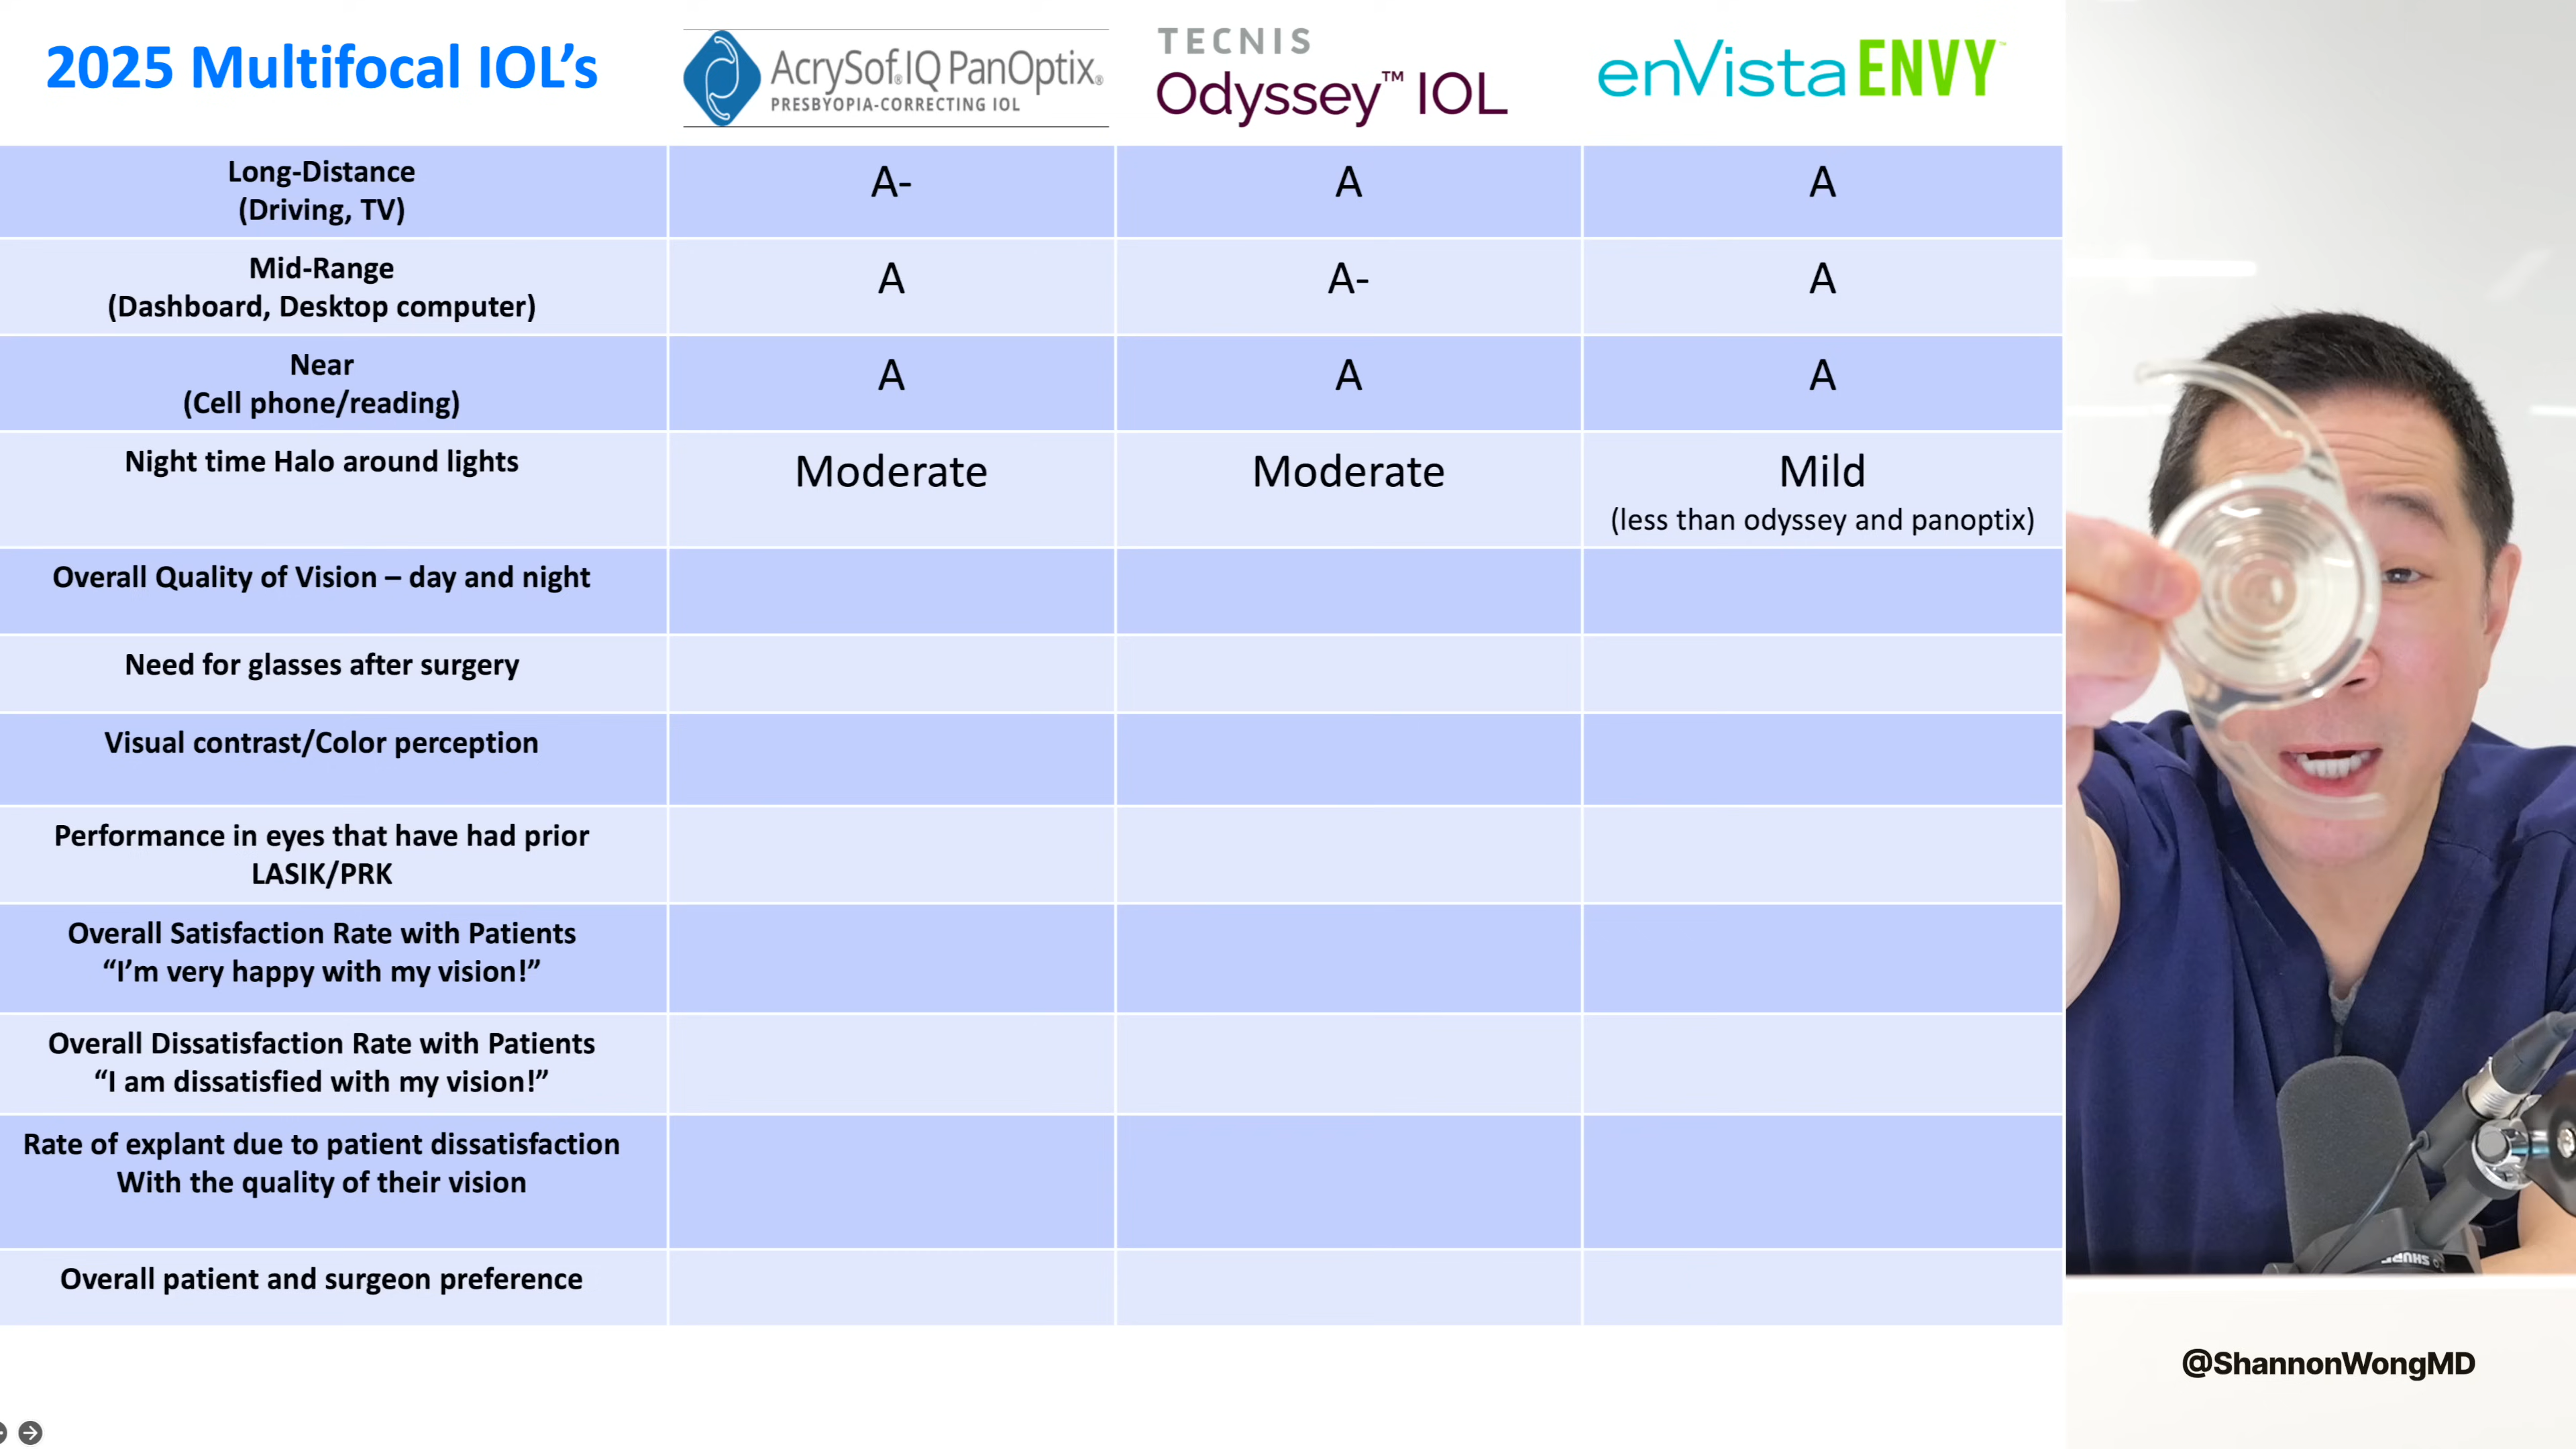 2025 Multifocal IOL's
AcrySof® IQ PanOptix®
PRESBYOPIA-CORRECTING IOL
TECNIS
Odyssey™ IOL
enVista ENVY™
Long-Distance
(Driving, TV)
A-
A
A
Mid-Range
(Dashboard, Desktop computer)
A
A-
A
Near
(Cell phone/reading)
A
A
A
Night time Halo around lights
Moderate
Moderate
Mild
(less than odyssey and panoptix)
Overall Quality of Vision – day and night
Need for glasses after surgery
Visual contrast/Color perception
Performance in eyes that have had prior
LASIK/PRK
Overall Satisfaction Rate with Patients
“I’m very happy with my vision!”
Overall Dissatisfaction Rate with Patients
“I am dissatisfied with my vision!”
Rate of explant due to patient dissatisfaction
With the quality of their vision
Overall patient and surgeon preference
SHURE
@ShannonWongMD